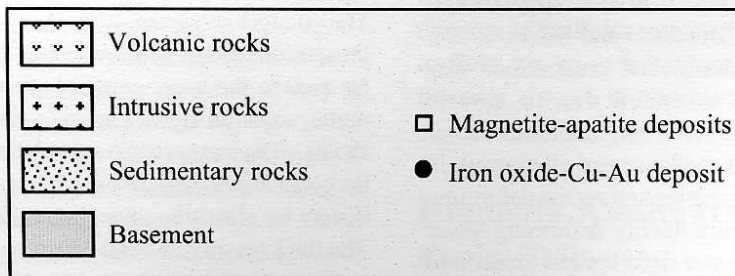 Volcanic rocks
Intrusive rocks
Sedimentary rocks
Basement
Magnetite-apatite deposits
Iron oxide-Cu-Au deposit